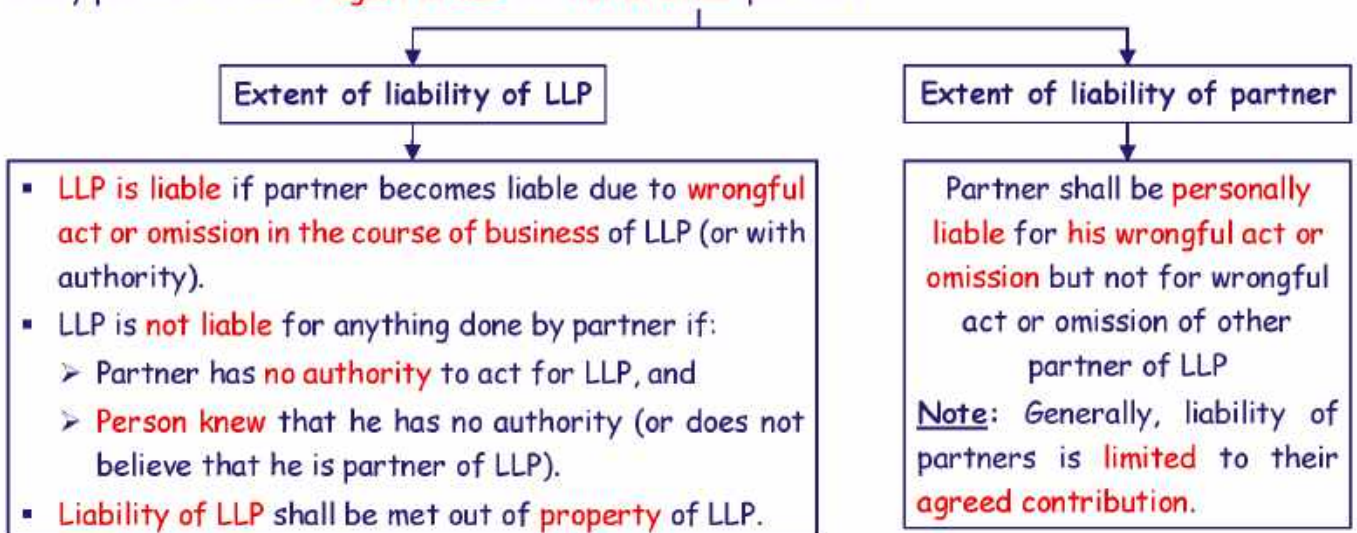 Extent of liability of LLP
▪ LLP is liable if partner becomes liable due to wrongful
act or omission in the course of business of LLP (or with
authority).
▪ LLP is not liable for anything done by partner if:
➢ Partner has no authority to act for LLP, and
➢ Person knew that he has no authority (or does not
believe that he is partner of LLP).
▪ Liability of LLP shall be met out of property of LLP.
Extent of liability of partner
Partner shall be personally
liable for his wrongful act or
omission but not for wrongful
act or omission of other
partner of LLP
Note: Generally, liability of
partners is limited to their
agreed contribution.